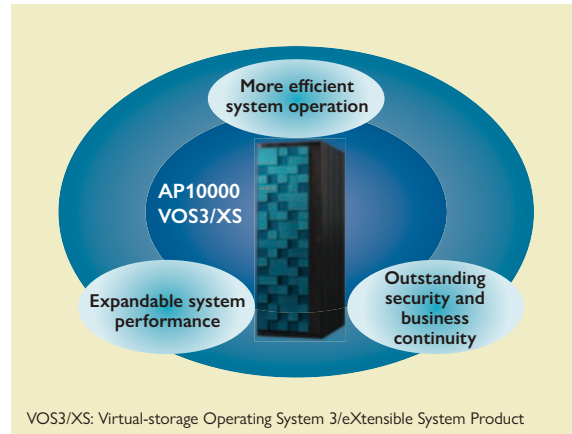 More efficient
system operation
AP10000
VOS3/XS
Expandable system
performance
Outstanding
security and
business
continuity
VOS3/XS: Virtual-storage Operating System 3/eXtensible System Product